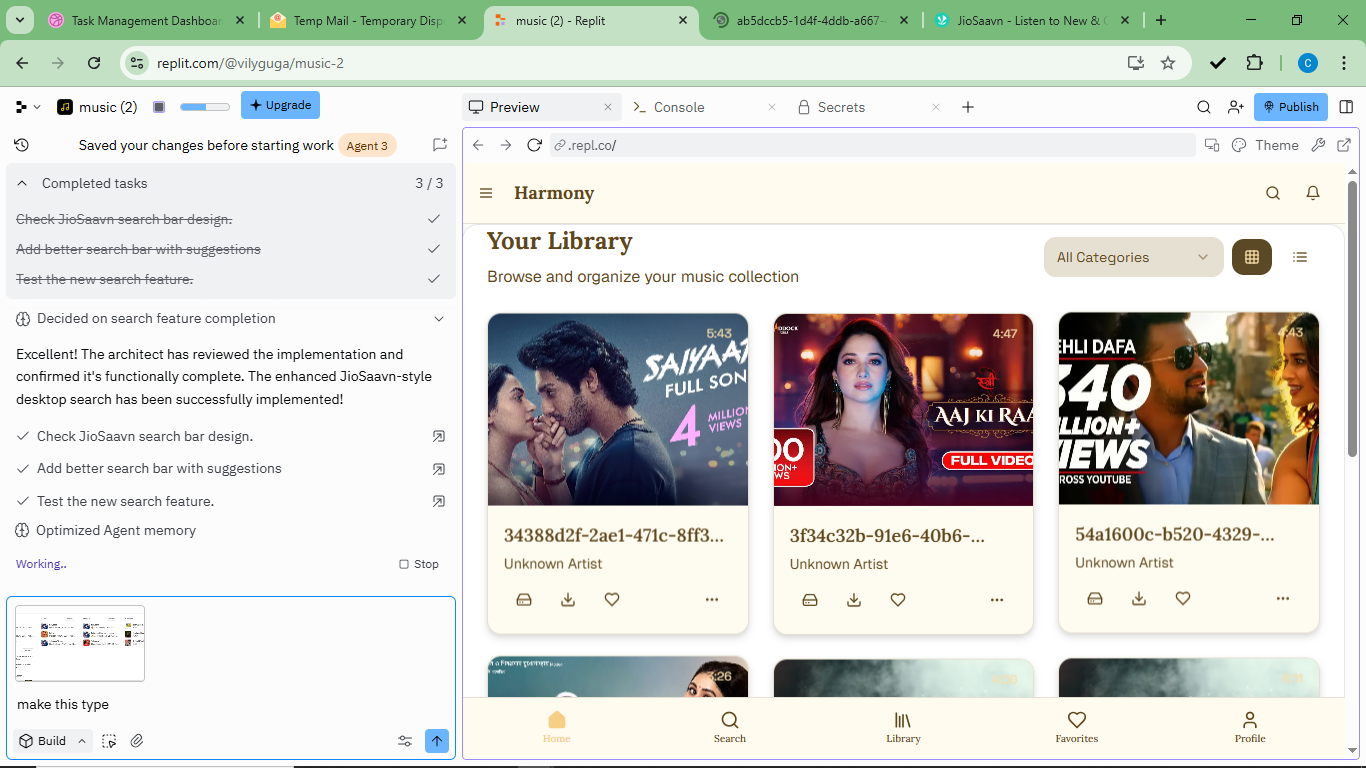 Task Management Dashboar
Temp Mail - Temporary Disp
music (2) - Replit
ab5dccb5-1d4f-4ddb-a667-
JioSaavn - Listen to New &
replit.com/@vilyguga/music-2
C
music (2)
Upgrade
Preview
Console
Secrets
Publish
Saved your changes before starting work
Agent 3
.repl.co/
Theme
Completed tasks
3 / 3
Check JioSaavn search bar design.
Add better search bar with suggestions
Test the new search feature.
Decided on search feature completion
Excellent! The architect has reviewed the implementation and
confirmed it's functionally complete. The enhanced JioSaavn-style
desktop search has been successfully implemented!
Check JioSaavn search bar design.
Add better search bar with suggestions
Test the new search feature.
Optimized Agent memory
Working..
Stop
make this type
Build
Harmony
Your Library
Browse and organize your music collection
All Categories
5:43
SAIYAAR
FULL SON
4 MILLION
VIEWS
34388d2f-2ae1-471c-8ff3...
Unknown Artist
4:47
DDOCK
स्त्री
AAJ KI RAA
FULL VIDEO
00
ION+
WS
3f34c32b-91e6-40b6-...
Unknown Artist
4:43
EHLI DAFA
540
ILLION+
IEWS
ROSS YOUTUBE
54a1600c-b520-4329-...
Unknown Artist
3:26
Home
Search
Library
Favorites
Profile